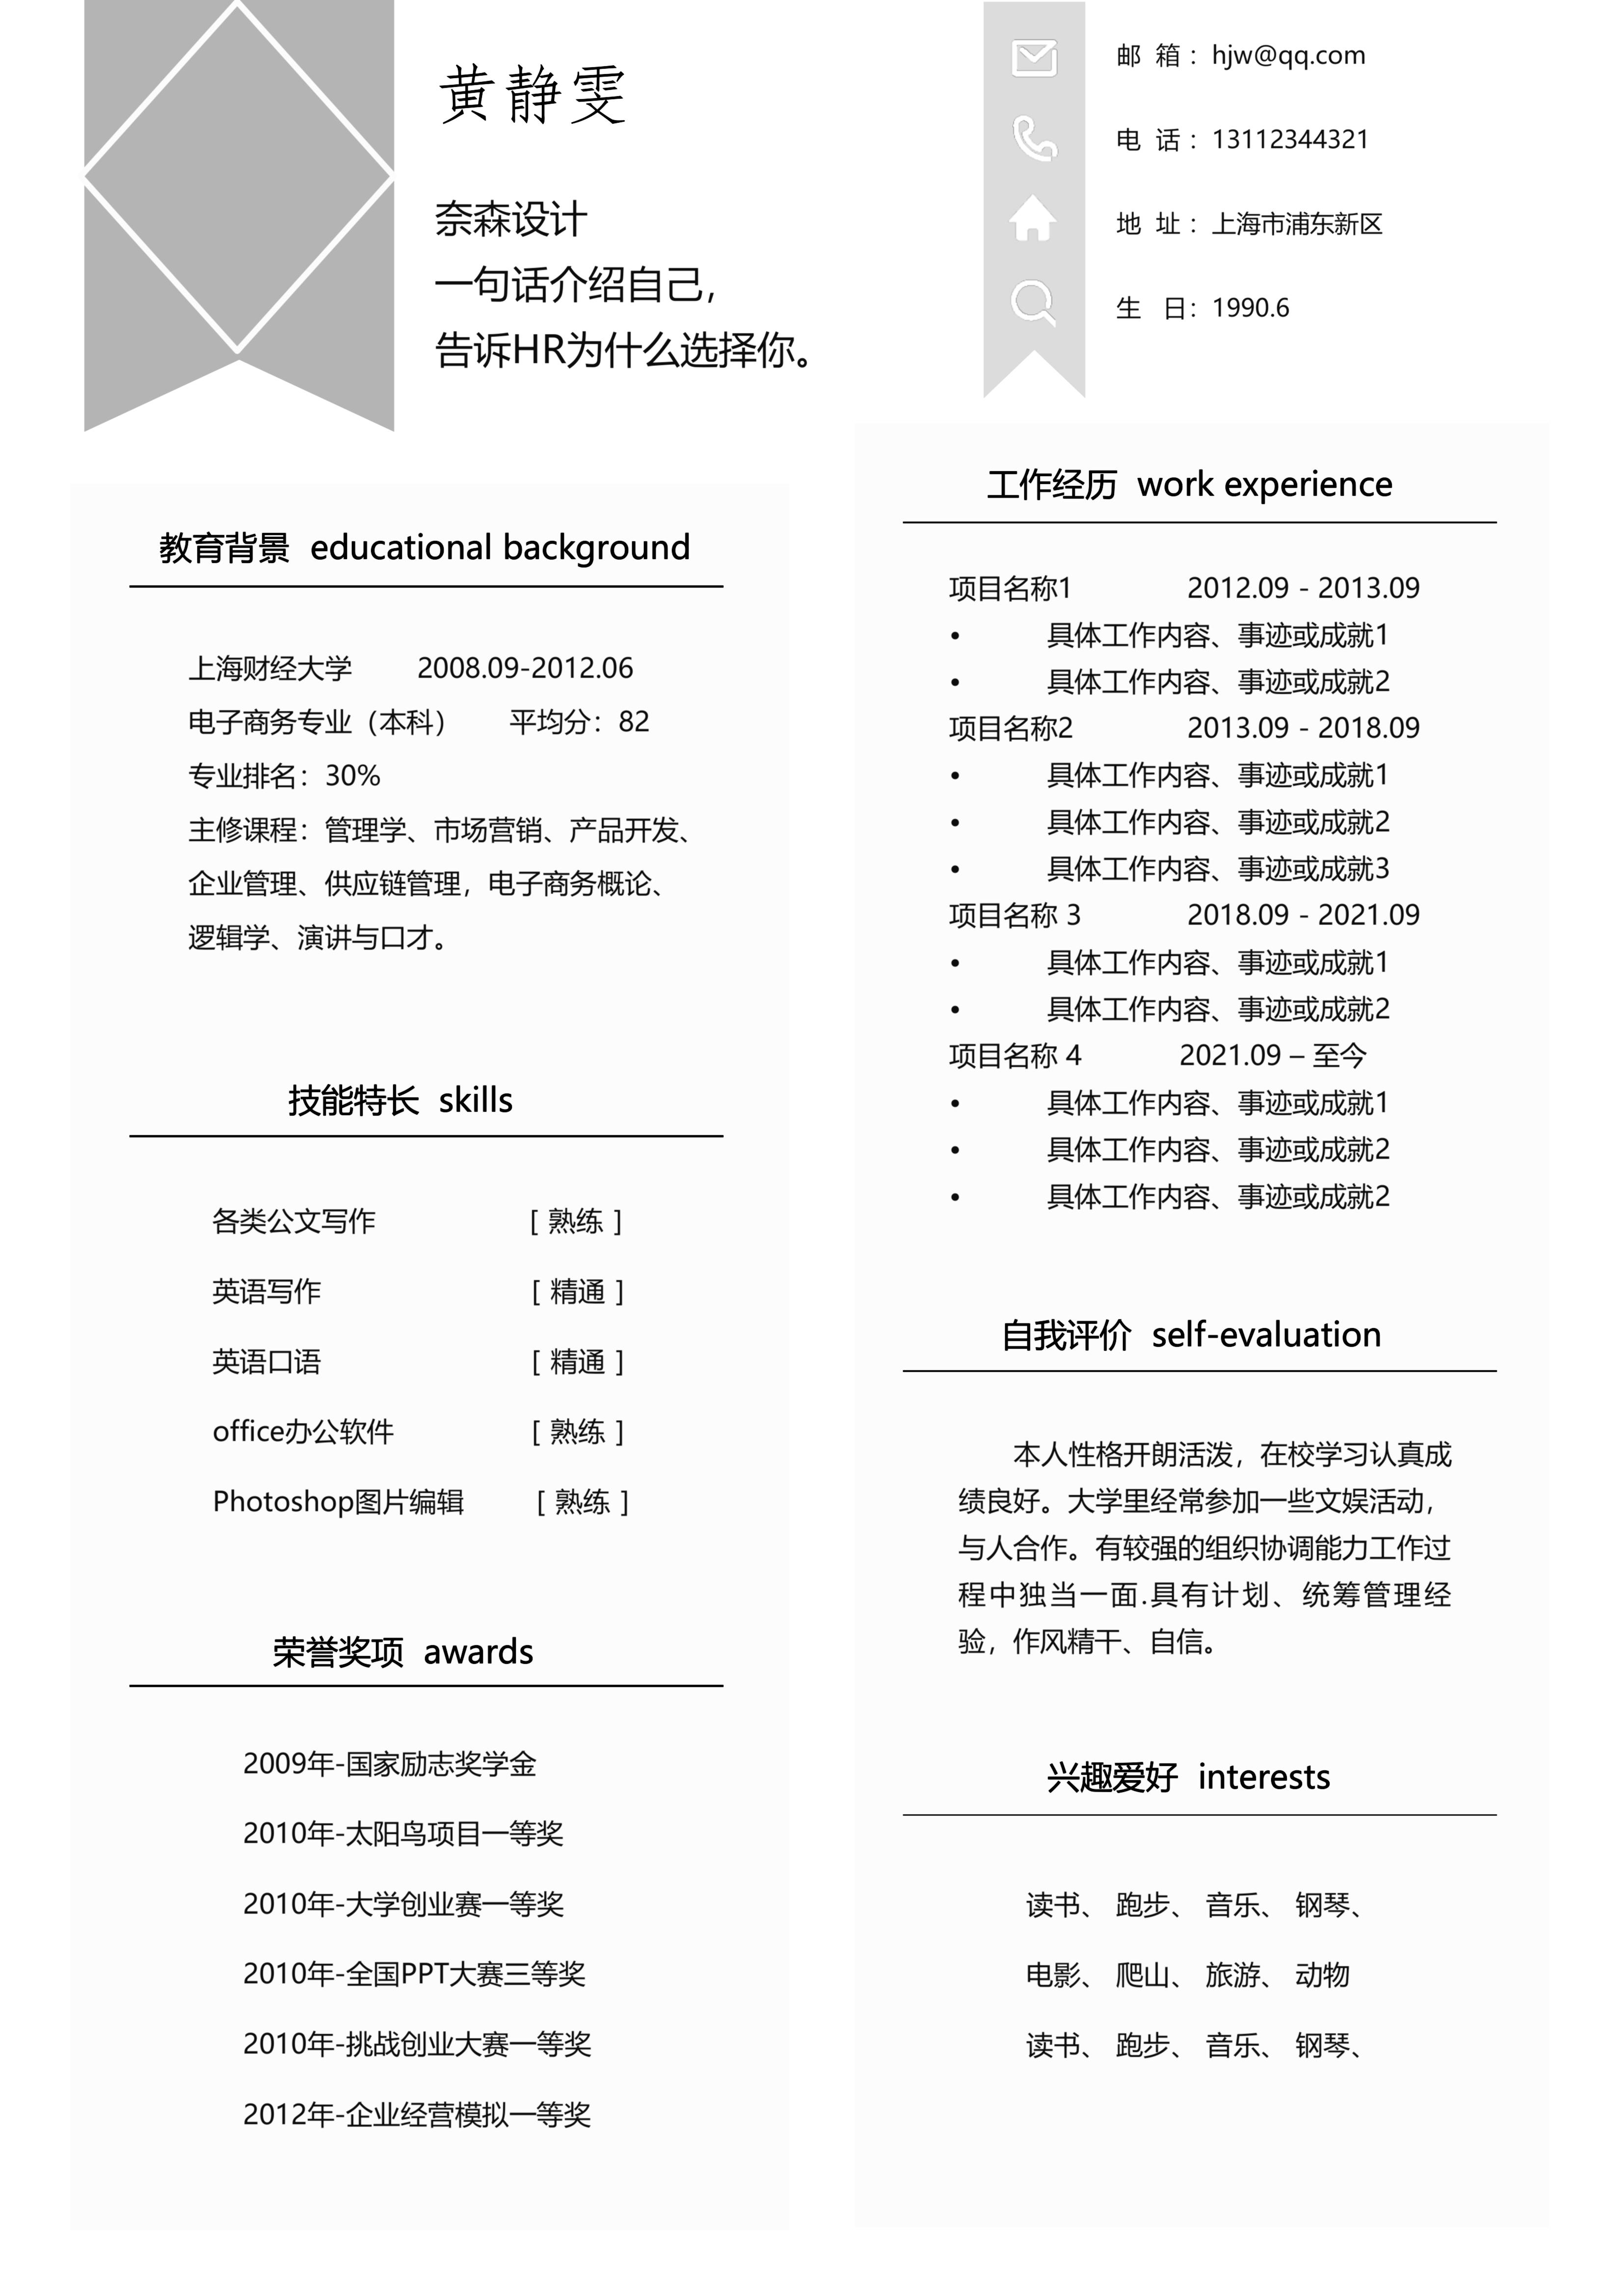 黄静雯
奈森设计
一句话介绍自己，
告诉HR为什么选择你。
邮 箱：hjw@qq.com
电 话：13112344321
地 址：上海市浦东新区
生 日：1990.6
教育背景 educational background
上海财经大学 2008.09-2012.06
电子商务专业（本科） 平均分：82
专业排名：30%
主修课程：管理学、市场营销、产品开发、
企业管理、供应链管理，电子商务概论、
逻辑学、演讲与口才。
技能特长 skills
各类公文写作 [ 熟练 ]
英语写作 [ 精通 ]
英语口语 [ 精通 ]
office办公软件 [ 熟练 ]
Photoshop图片编辑 [ 熟练 ]
荣誉奖项 awards
2009年-国家励志奖学金
2010年-太阳鸟项目一等奖
2010年-大学创业赛一等奖
2010年-全国PPT大赛三等奖
2010年-挑战创业大赛一等奖
2012年-企业经营模拟一等奖
工作经历 work experience
项目名称1 2012.09 - 2013.09
• 具体工作内容、事迹或成就1
• 具体工作内容、事迹或成就2
项目名称2 2013.09 - 2018.09
• 具体工作内容、事迹或成就1
• 具体工作内容、事迹或成就2
• 具体工作内容、事迹或成就3
项目名称 3 2018.09 - 2021.09
• 具体工作内容、事迹或成就1
• 具体工作内容、事迹或成就2
项目名称 4 2021.09 – 至今
• 具体工作内容、事迹或成就1
• 具体工作内容、事迹或成就2
• 具体工作内容、事迹或成就2
自我评价 self-evaluation
本人性格开朗活泼，在校学习认真成
绩良好。大学里经常参加一些文娱活动，
与人合作。有较强的组织协调能力工作过
程中独当一面.具有计划、统筹管理经
验，作风精干、自信。
兴趣爱好 interests
读书、 跑步、 音乐、 钢琴、
电影、 爬山、 旅游、 动物
读书、 跑步、 音乐、 钢琴、